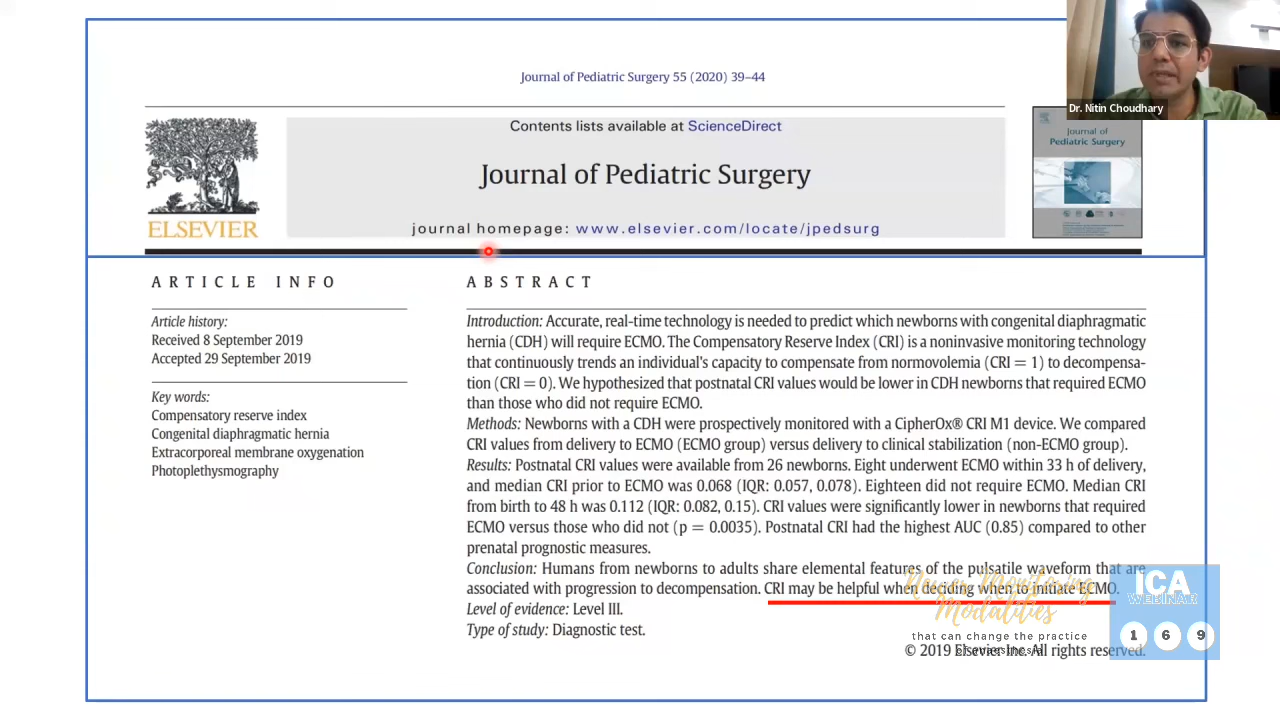 Journal of Pediatric Surgery 55 (2020) 39–44
Dr. Nitin Choudhary
Contents lists available at ScienceDirect
Journal of Pediatric Surgery
journal homepage: www.elsevier.com/locate/jpedsurg
ELSEVIER
Journal of
Pediatric Surgery
ARTICLE INFO
Article history:
Received 8 September 2019
Accepted 29 September 2019
Key words:
Compensatory reserve index
Congenital diaphragmatic hernia
Extracorporeal membrane oxygenation
Photoplethysmography
ABSTRACT
Introduction: Accurate, real-time technology is needed to predict which newborns with congenital diaphragmatic
hernia (CDH) will require ECMO. The Compensatory Reserve Index (CRI) is a noninvasive monitoring technology
that continuously trends an individual's capacity to compensate from normovolemia (CRI = 1) to decompensa-
tion (CRI = 0). We hypothesized that postnatal CRI values would be lower in CDH newborns that required ECMO
than those who did not require ECMO.
Methods: Newborns with a CDH were prospectively monitored with a CipherOx® CRI M1 device. We compared
CRI values from delivery to ECMO (ECMO group) versus delivery to clinical stabilization (non-ECMO group).
Results: Postnatal CRI values were available from 26 newborns. Eight underwent ECMO within 33 h of delivery,
and median CRI prior to ECMO was 0.068 (IQR: 0.057, 0.078). Eighteen did not require ECMO. Median CRI
from birth to 48 h was 0.112 (IQR: 0.082, 0.15). CRI values were significantly lower in newborns that required
ECMO versus those who did not (p = 0.0035). Postnatal CRI had the highest AUC (0.85) compared to other
prenatal prognostic measures.
Conclusion: Humans from newborns to adults share elemental features of the pulsatile waveform that are
associated with progression to decompensation. CRI may be helpful when deciding when to initiate ECMO.
Level of evidence: Level III.
Type of study: Diagnostic test.
© 2019 Elsevier Inc. All rights reserved.
Newer Monitoring
Modalities
that can change the practice
ICA
WEBINAR
1 6 9